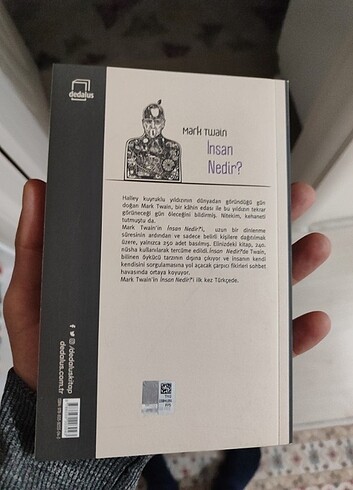 dedalus
Mark Twain
İnsan
Nedir?
Halley kuyruklu yıldızının dünyadan göründüğü gün
doğan Mark Twain, bir kâhin edası ile bu yıldızın tekrar
görüneceği gün öleceğini bildirmiş. Nitekim, kehaneti
tutmuştu da.
Mark Twain'in İnsan Nedir?'i, uzun bir dinlenme
süresinin ardından ve sadece belirli kişilere dağıtılmak
üzere, yalnızca 250 adet basılmış. Elinizdeki kitap, 240.
nüsha kullanılarak tercüme edildi. İnsan Nedir?'de Twain,
bilinen öykücü tarzının dışına çıkıyor ve insanın kendi
kendisini sorgulamasına yol açacak çarpıcı fikirleri sohbet
havasında ortaya koyuyor.
Mark Twain'in İnsan Nedir?'i ilk kez Türkçede.
/dedaluskitap
dedalus.com.tr